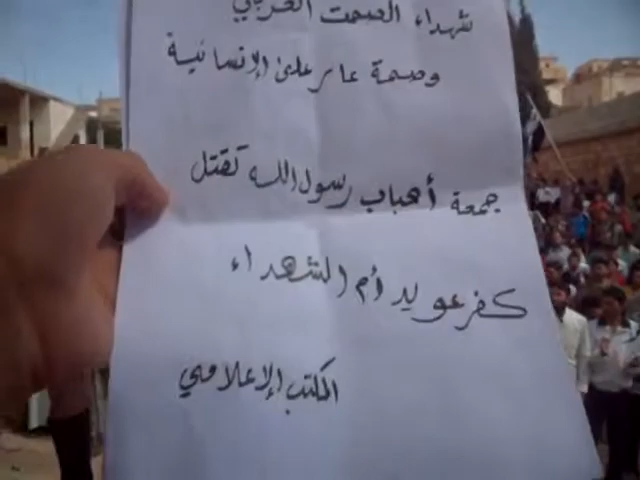 شهداء الصمت العربي
وصمة عار على الإنسانية
جمعة أحباب رسول الله تقتل
كفرعويد أم الشهداء
المكتب الإعلامي